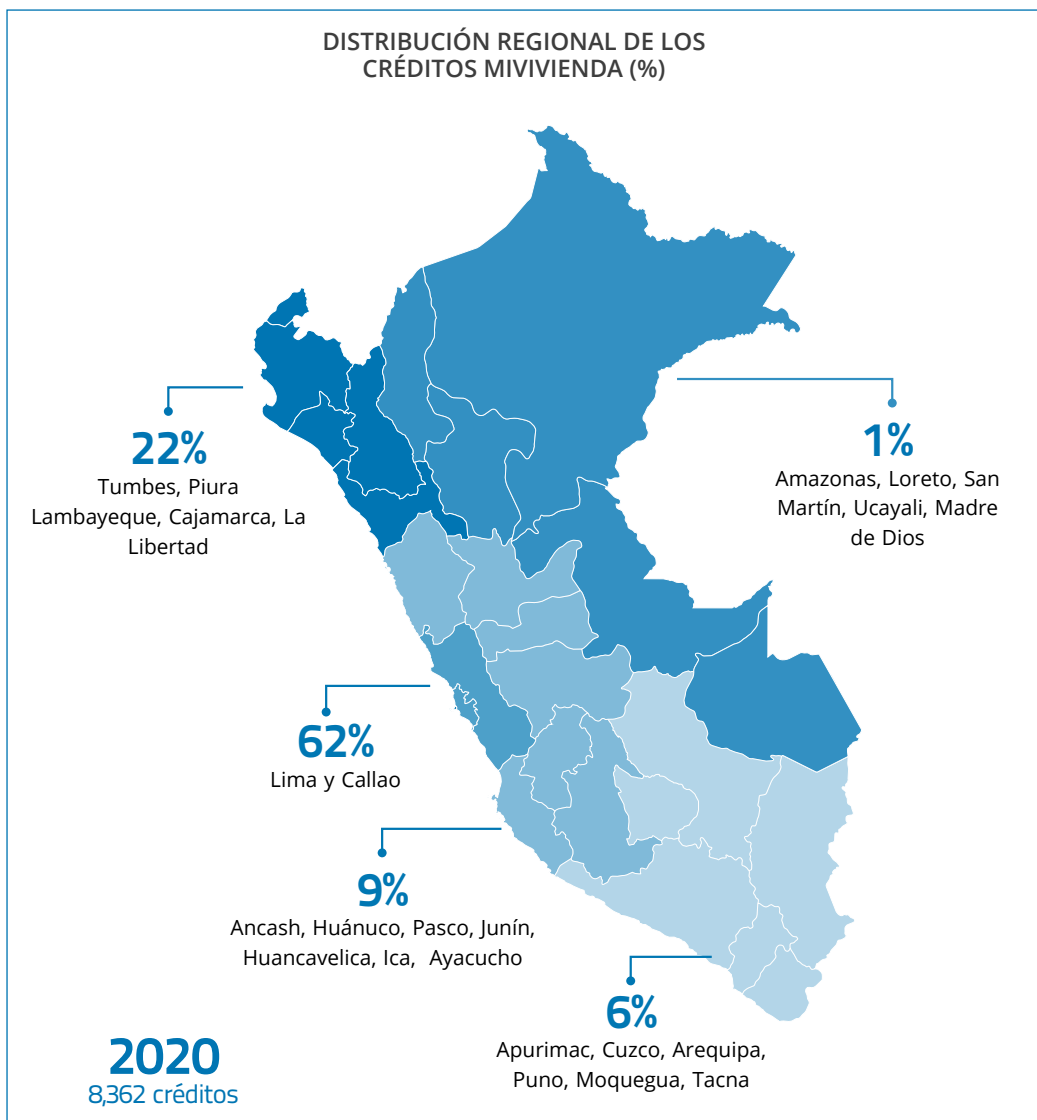 DISTRIBUCIÓN REGIONAL DE LOS
CRÉDITOS MIVIVIENDA (%)
22%
Tumbes, Piura
Lambayeque, Cajamarca, La
Libertad
1%
Amazonas, Loreto, San
Martín, Ucayali, Madre
de Dios
62%
Lima y Callao
9%
Ancash, Huánuco, Pasco, Junín,
Huancavelica, Ica, Ayacucho
6%
Apurimac, Cuzco, Arequipa,
Puno, Moquegua, Tacna
2020
8,362 créditos